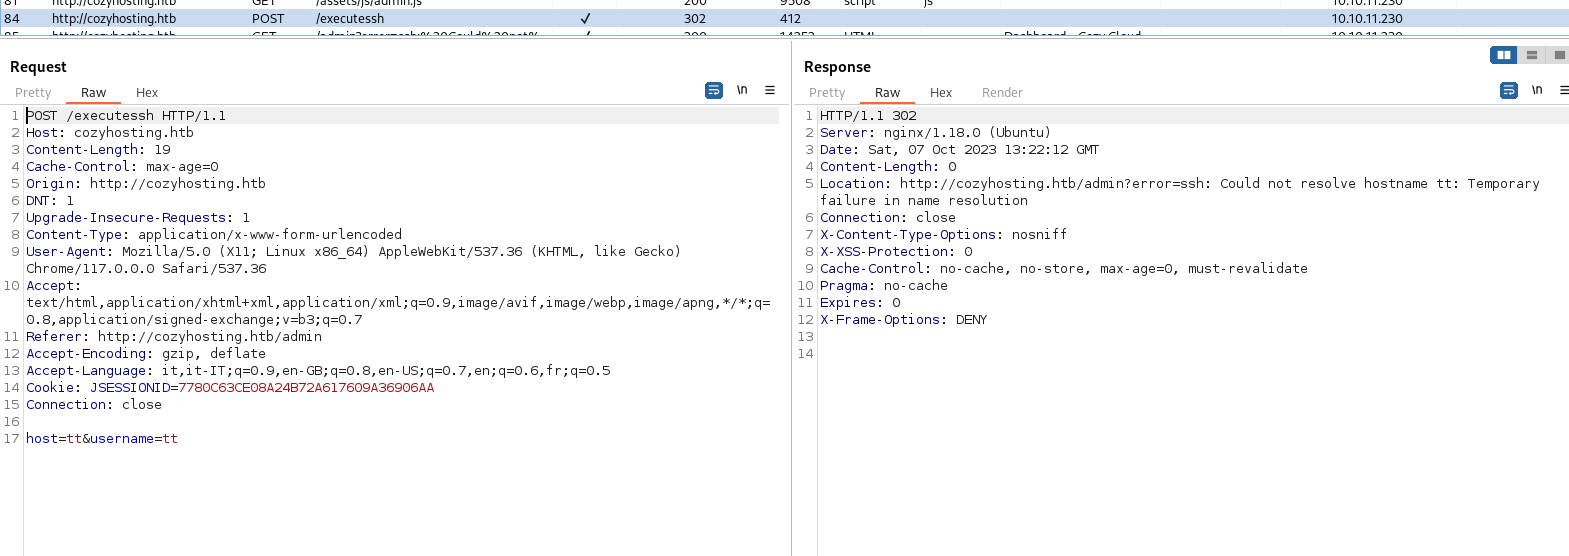 81 http://cozyhosting.htb GET /assets/js/admin.js 200 9508 script js 10.10.11.230
84 http://cozyhosting.htb POST /executessh ✓ 302 412 10.10.11.230
85 http://cozyhosting.htb GET /admin?error=ssh:%20Could%20not% ✓ 200 Dashboard - Cozy Cloud 10.10.11.230
Request
Pretty Raw Hex \n
1 POST /executessh HTTP/1.1
2 Host: cozyhosting.htb
3 Content-Length: 19
4 Cache-Control: max-age=0
5 Origin: http://cozyhosting.htb
6 DNT: 1
7 Upgrade-Insecure-Requests: 1
8 Content-Type: application/x-www-form-urlencoded
9 User-Agent: Mozilla/5.0 (X11; Linux x86_64) AppleWebKit/537.36 (KHTML, like Gecko)
Chrome/117.0.0.0 Safari/537.36
10 Accept:
text/html,application/xhtml+xml,application/xml;q=0.9,image/avif,image/webp,image/apng,*/*;q=
0.8,application/signed-exchange;v=b3;q=0.7
11 Referer: http://cozyhosting.htb/admin
12 Accept-Encoding: gzip, deflate
13 Accept-Language: it,it-IT;q=0.9,en-GB;q=0.8,en-US;q=0.7,en;q=0.6,fr;q=0.5
14 Cookie: JSESSIONID=7780C63CE08A24B72A617609A36906AA
15 Connection: close
16
17 host=tt&username=tt
Response
Pretty Raw Hex Render \n
1 HTTP/1.1 302
2 Server: nginx/1.18.0 (Ubuntu)
3 Date: Sat, 07 Oct 2023 13:22:12 GMT
4 Content-Length: 0
5 Location: http://cozyhosting.htb/admin?error=ssh: Could not resolve hostname tt: Temporary
failure in name resolution
6 Connection: close
7 X-Content-Type-Options: nosniff
8 X-XSS-Protection: 0
9 Cache-Control: no-cache, no-store, max-age=0, must-revalidate
10 Pragma: no-cache
11 Expires: 0
12 X-Frame-Options: DENY
13
14